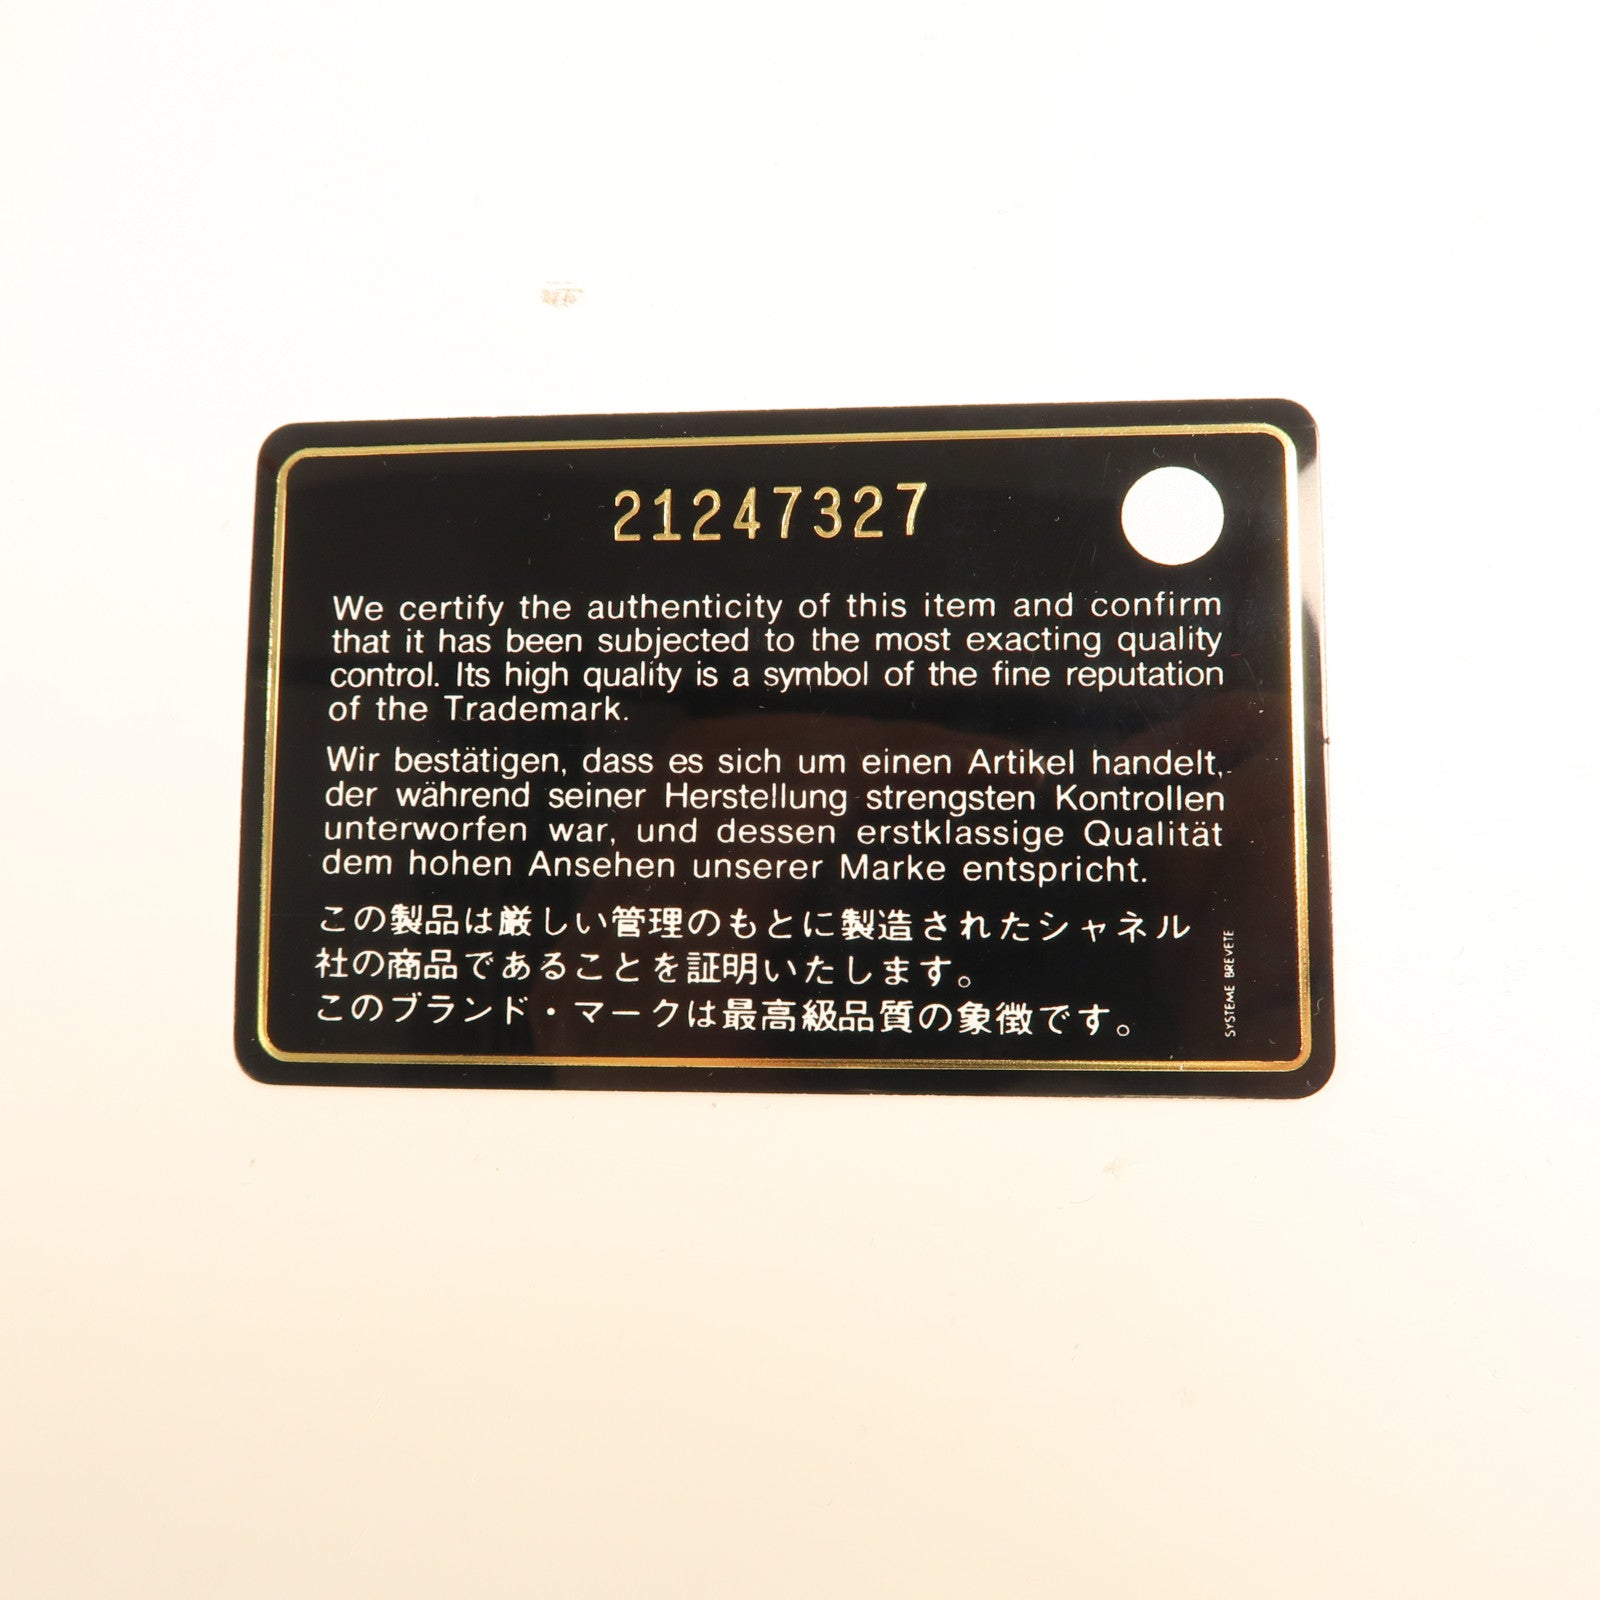 21247327
We certify the authenticity of this item and confirm
that it has been subjected to the most exacting quality
control. Its high quality is a symbol of the fine reputation
of the Trademark.
Wir bestätigen, dass es sich um einen Artikel handelt,
der während seiner Herstellung strengsten Kontrollen
unterworfen war, und dessen erstklassige Qualität
dem hohen Ansehen unserer Marke entspricht.
この製品は厳しい管理のもとに製造されたシャネル
社の商品であることを証明いたします。
このブランド・マークは最高級品質の象徴です。
SYSTEME BREVETE